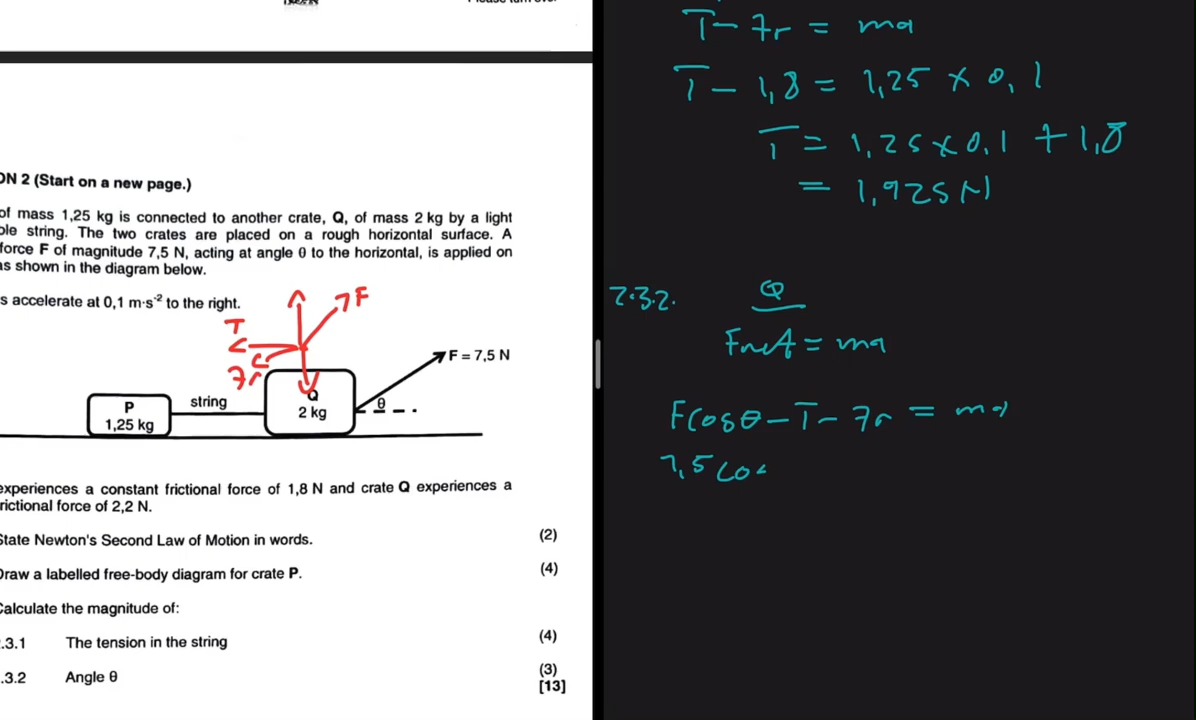 ON 2 (Start on a new page.)
of mass 1,25 kg is connected to another crate, Q, of mass 2 kg by a light
ble string. The two crates are placed on a rough horizontal surface. A
force F of magnitude 7,5 N, acting at angle θ to the horizontal, is applied on
as shown in the diagram below.
s accelerate at 0,1 m·s⁻² to the right.
F
T
fr
F = 7,5 N
θ
string
P
1,25 kg
Q
2 kg
experiences a constant frictional force of 1,8 N and crate Q experiences a
rictional force of 2,2 N.
State Newton's Second Law of Motion in words. (2)
Draw a labelled free-body diagram for crate P. (4)
Calculate the magnitude of:
.3.1 The tension in the string (4)
.3.2 Angle θ (3)
[13]
T - fr = ma
T - 1,8 = 1,25 × 0,1
T = 1,25 × 0,1 + 1,8
= 1,925 N
2.3.2. Q
Fnet = ma
Fcosθ - T - fr = ma
7,5 cos